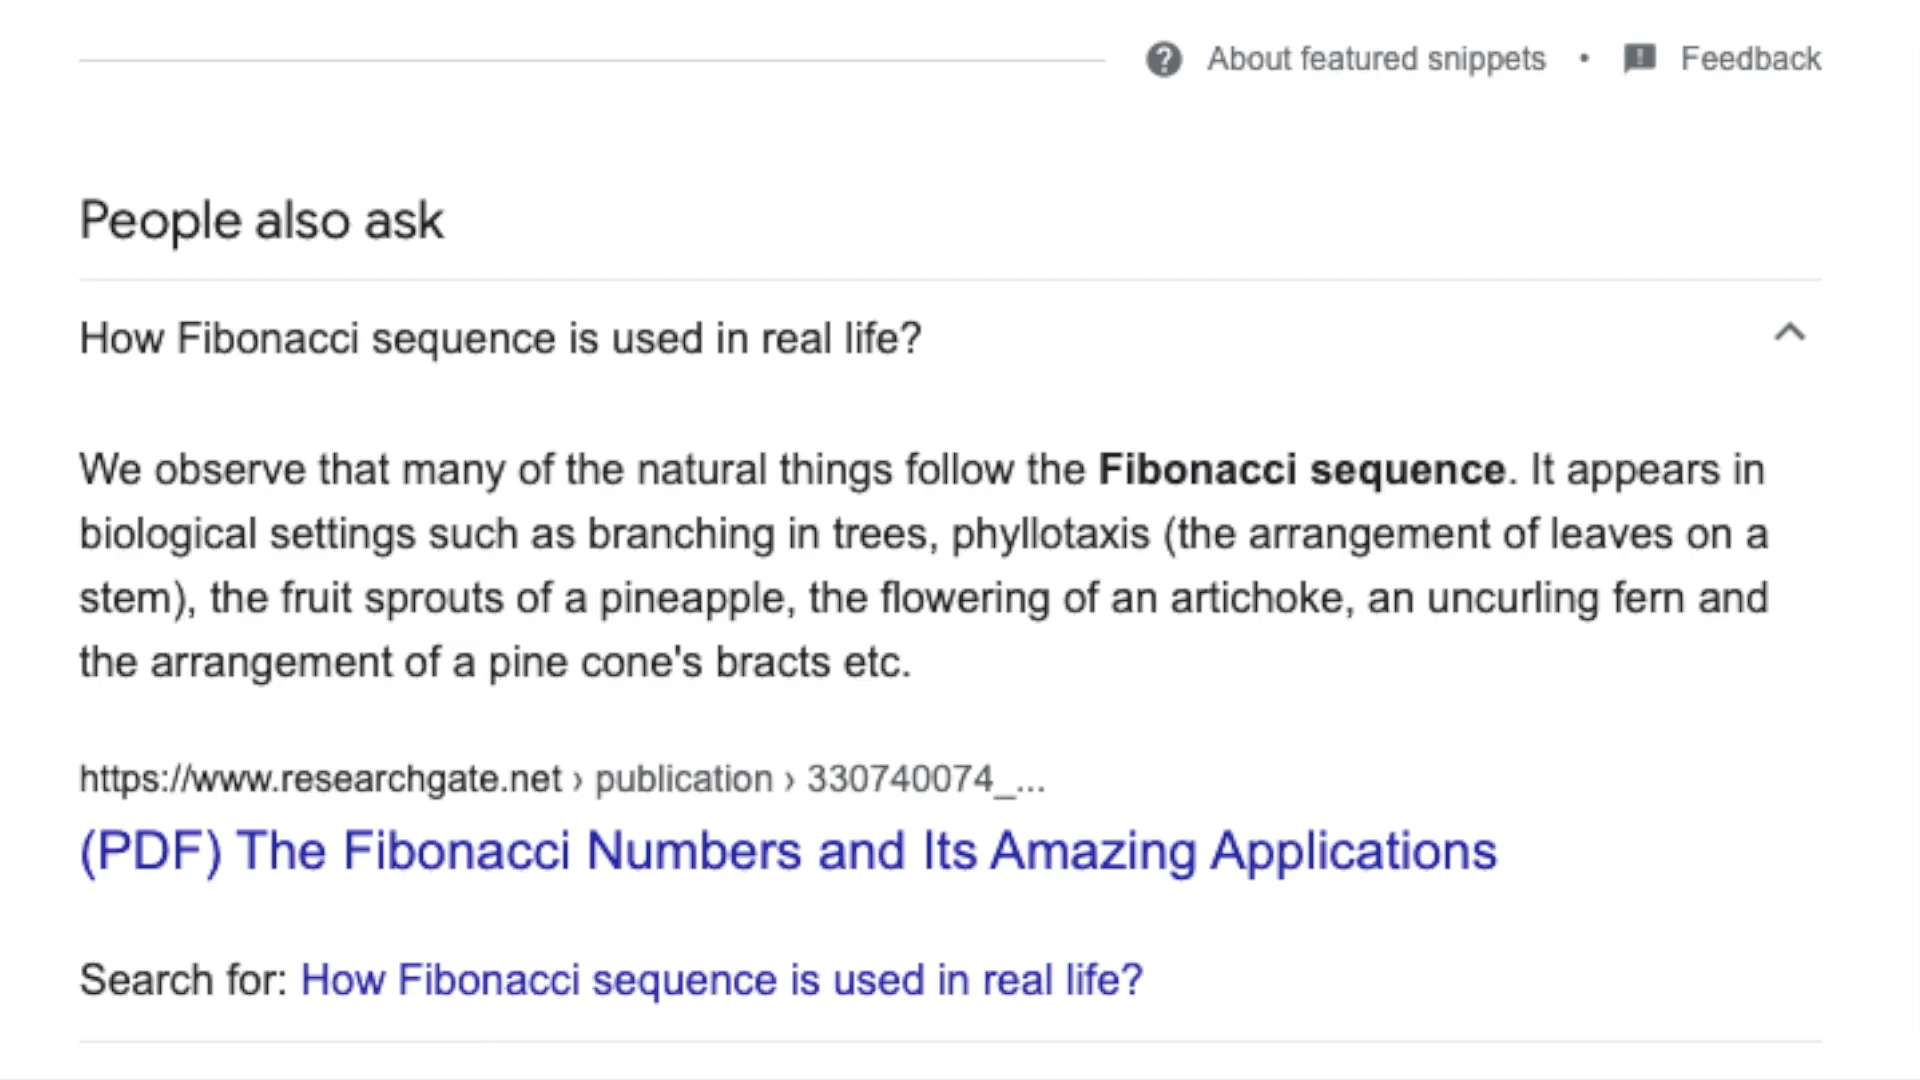 About featured snippets • Feedback
People also ask
How Fibonacci sequence is used in real life?
We observe that many of the natural things follow the Fibonacci sequence. It appears in
biological settings such as branching in trees, phyllotaxis (the arrangement of leaves on a
stem), the fruit sprouts of a pineapple, the flowering of an artichoke, an uncurling fern and
the arrangement of a pine cone's bracts etc.
https://www.researchgate.net › publication › 330740074_...
(PDF) The Fibonacci Numbers and Its Amazing Applications
Search for: How Fibonacci sequence is used in real life?